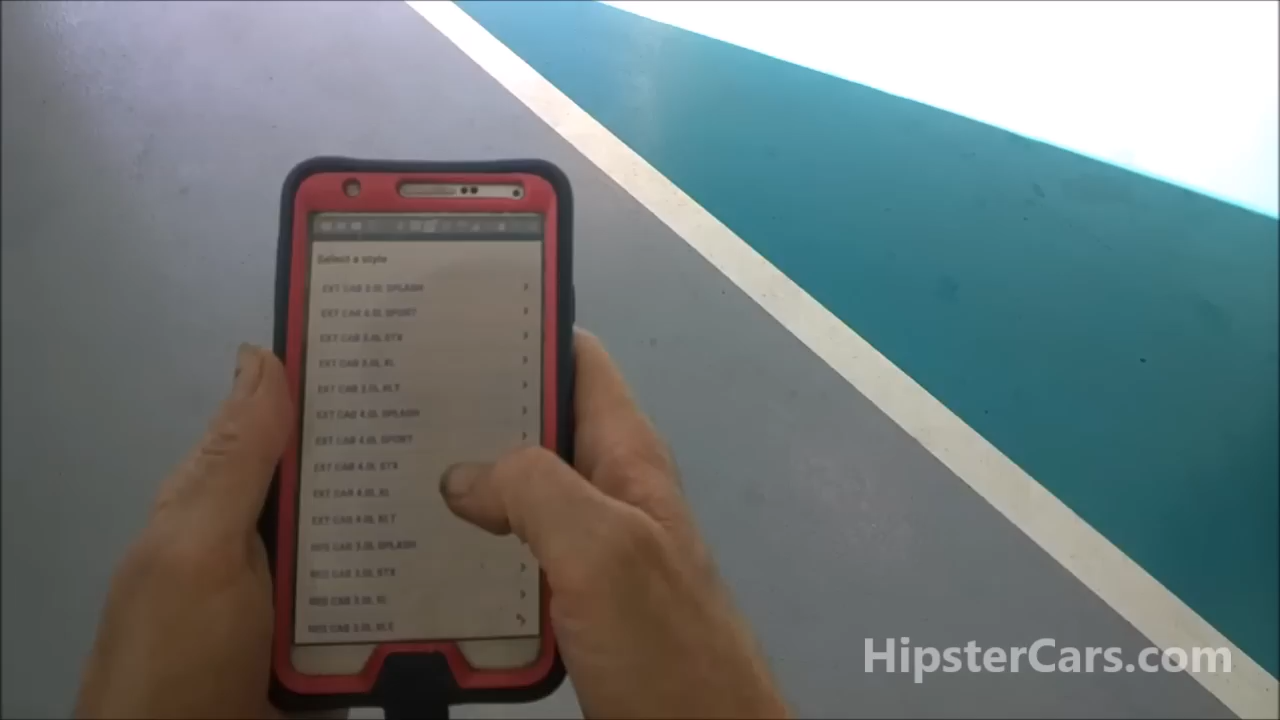 Select a style
EXT CAB 3.0L SPLASH
EXT CAB 3.0L SPORT
EXT CAB 3.0L STX
EXT CAB 3.0L XL
EXT CAB 3.0L XLT
EXT CAB 4.0L SPLASH
EXT CAB 4.0L SPORT
EXT CAB 4.0L STX
EXT CAB 4.0L XL
EXT CAB 4.0L XLT
REG CAB 3.0L SPLASH
REG CAB 3.0L STX
REG CAB 3.0L XL
REG CAB 3.0L XLT
HipsterCars.com